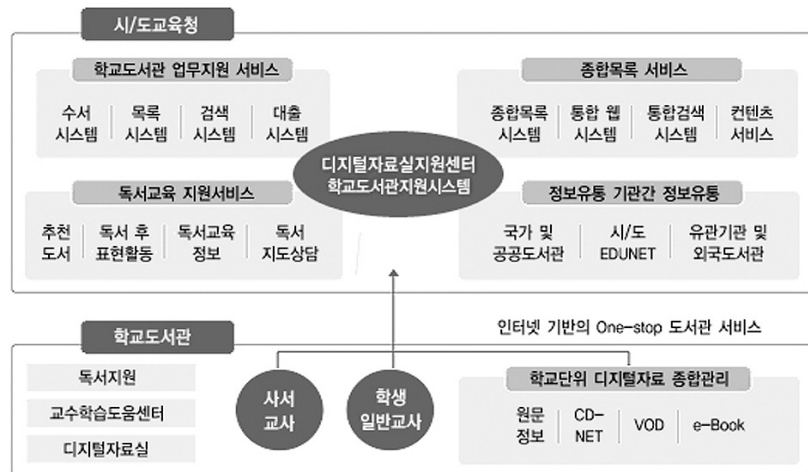 시/도교육청
학교도서관 업무지원 서비스
수서 목록 검색 대출
시스템 시스템 시스템 시스템
종합목록 서비스
종합목록 통합 웹 통합검색 컨텐츠
시스템 시스템 시스템 서비스
디지털자료실지원센터
학교도서관지원시스템
독서교육 지원서비스
추천 독서 후 독서교육 독서
도서 표현활동 정보 지도상담
정보유통 기관간 정보유통
국가 및 시/도 유관기관 및
공공도서관 EDUNET 외국도서관
인터넷 기반의 One-stop 도서관 서비스
학교도서관
독서지원
교수학습도움센터
디지털자료실
사서
교사
학생
일반교사
학교단위 디지털자료 종합관리
원문 CD- VOD e-Book
정보 NET